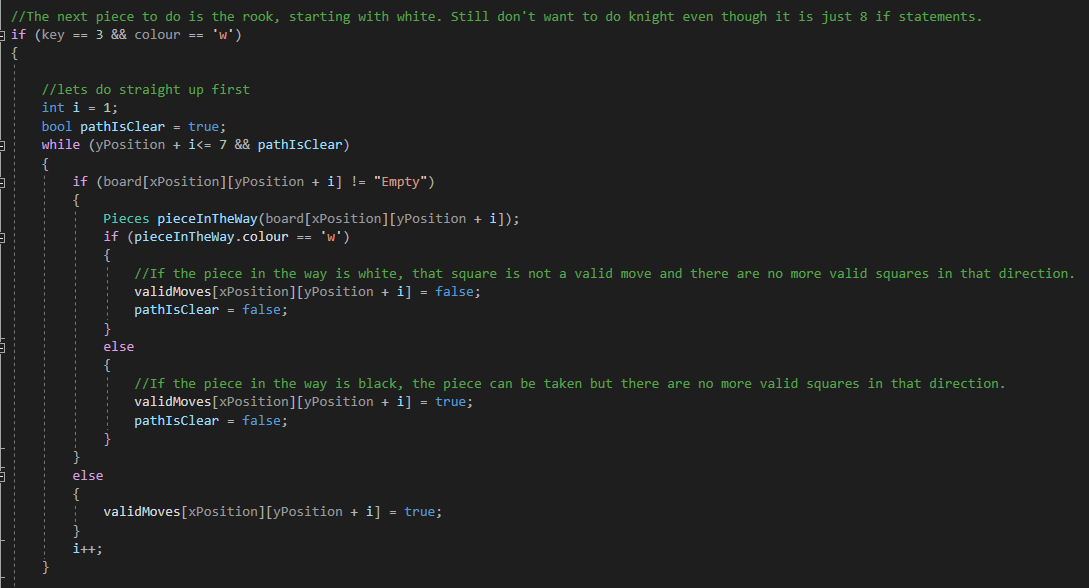 //The next piece to do is the rook, starting with white. Still don't want to do knight even though it is just 8 if statements.
if (key == 3 && colour == 'w')
{
//lets do straight up first
int i = 1;
bool pathIsClear = true;
while (yPosition + i<= 7 && pathIsClear)
{
if (board[xPosition][yPosition + i] != "Empty")
{
Pieces pieceInTheWay(board[xPosition][yPosition + i]);
if (pieceInTheWay.colour == 'w')
{
//If the piece in the way is white, that square is not a valid move and there are no more valid squares in that direction.
validMoves[xPosition][yPosition + i] = false;
pathIsClear = false;
}
else
{
//If the piece in the way is black, the piece can be taken but there are no more valid squares in that direction.
validMoves[xPosition][yPosition + i] = true;
pathIsClear = false;
}
}
else
{
validMoves[xPosition][yPosition + i] = true;
}
i++;
}